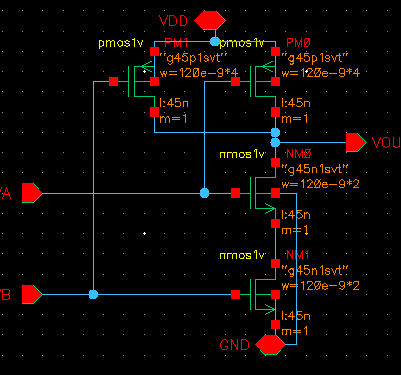 VDD
pmos1v PM1 pmos1v PM0
"g45p1svt" "g45p1svt"
w=120e-9*4 w=120e-9*4
l:45n l:45n
m=1 m=1
VOU
nmos1v NM0
"g45n1svt"
w=120e-9*2
A
l:45n
m=1
nmos1v NM1
"g45n1svt"
w=120e-9*2
B
l:45n
m=1
GND